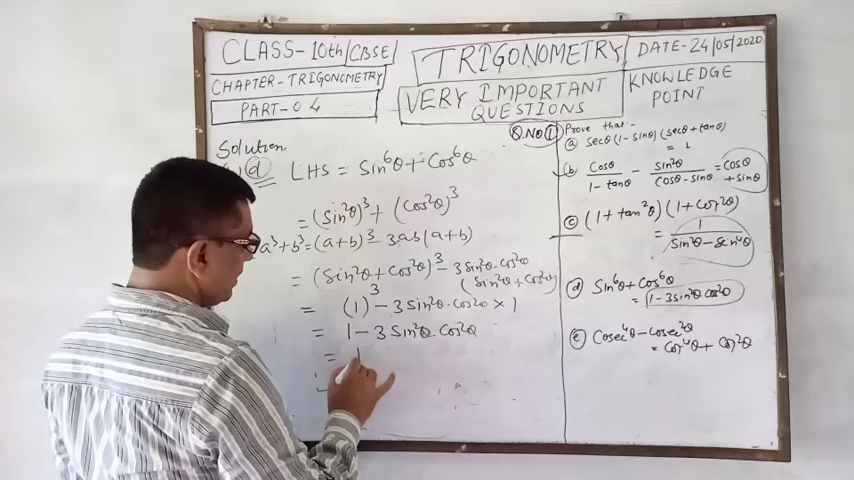 CLASS-10th/CBSE/
CHAPTER-TRIGONOMETRY
PART-04
TRIGONOMETRY
VERY IMPORTANT
QUESTIONS
DATE-24/05/2020
KNOWLEDGE
POINT
Solution
(d) LHS = Sin⁶θ + Cos⁶θ
= (Sin²θ)³ + (Cos²θ)³
a³+b³ = (a+b)³ - 3ab(a+b)
= (Sin²θ + Cos²θ)³ - 3Sin²θ.Cos²θ
(Sin²θ + Cos²θ)
= (1)³ - 3Sin²θ.Cos²θ × 1
= 1 - 3 Sin²θ. Cos²θ
=
Q.NO(1) Prove that:-
(a) Secθ(1-Sinθ)(Secθ+tanθ)
= 1
(b) Cosθ/1-tanθ - Sin²θ/Cosθ-Sinθ = Cosθ
+Sinθ
(c) (1+tan²θ)(1+Cot²θ)
= 1/Sin²θ-Sin⁴θ
(d) Sin⁶θ+Cos⁶θ
= 1-3Sin²θ.Cos²θ
(e) Cosec⁴θ-Cosec²θ
= Cot⁴θ+Cot²θ